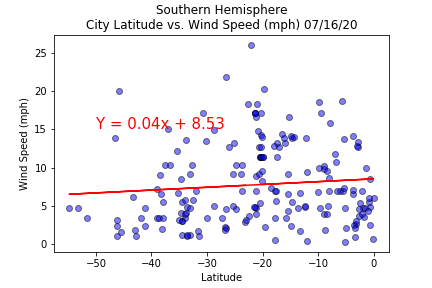 Southern Hemisphere
City Latitude vs. Wind Speed (mph) 07/16/20
25
20
15
10
5
0
Wind Speed (mph)
Y = 0.04x + 8.53
−50
−40
−30
−20
−10
0
Latitude